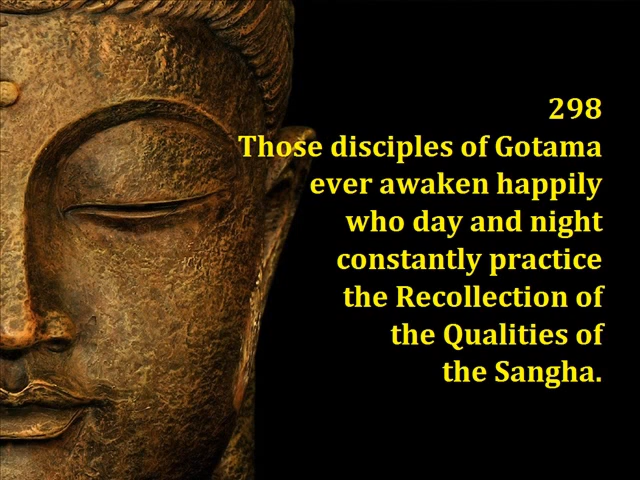 298
Those disciples of Gotama
ever awaken happily
who day and night
constantly practice
the Recollection of
the Qualities of
the Sangha.